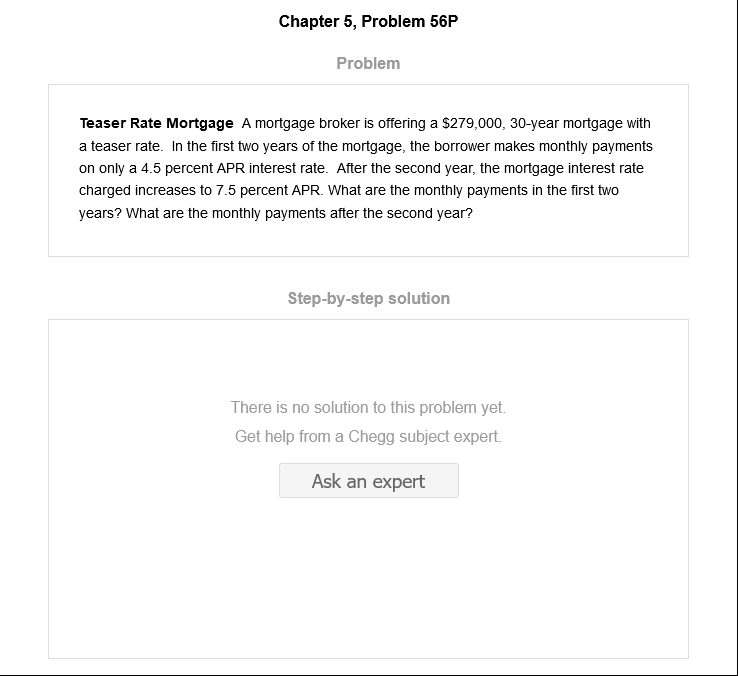 Chapter 5, Problem 56P
Problem
Teaser Rate Mortgage  A mortgage broker is offering a $279,000, 30-year mortgage with
a teaser rate.  In the first two years of the mortgage, the borrower makes monthly payments
on only a 4.5 percent APR interest rate.  After the second year, the mortgage interest rate
charged increases to 7.5 percent APR. What are the monthly payments in the first two
years? What are the monthly payments after the second year?
Step-by-step solution
There is no solution to this problem yet.
Get help from a Chegg subject expert.
Ask an expert